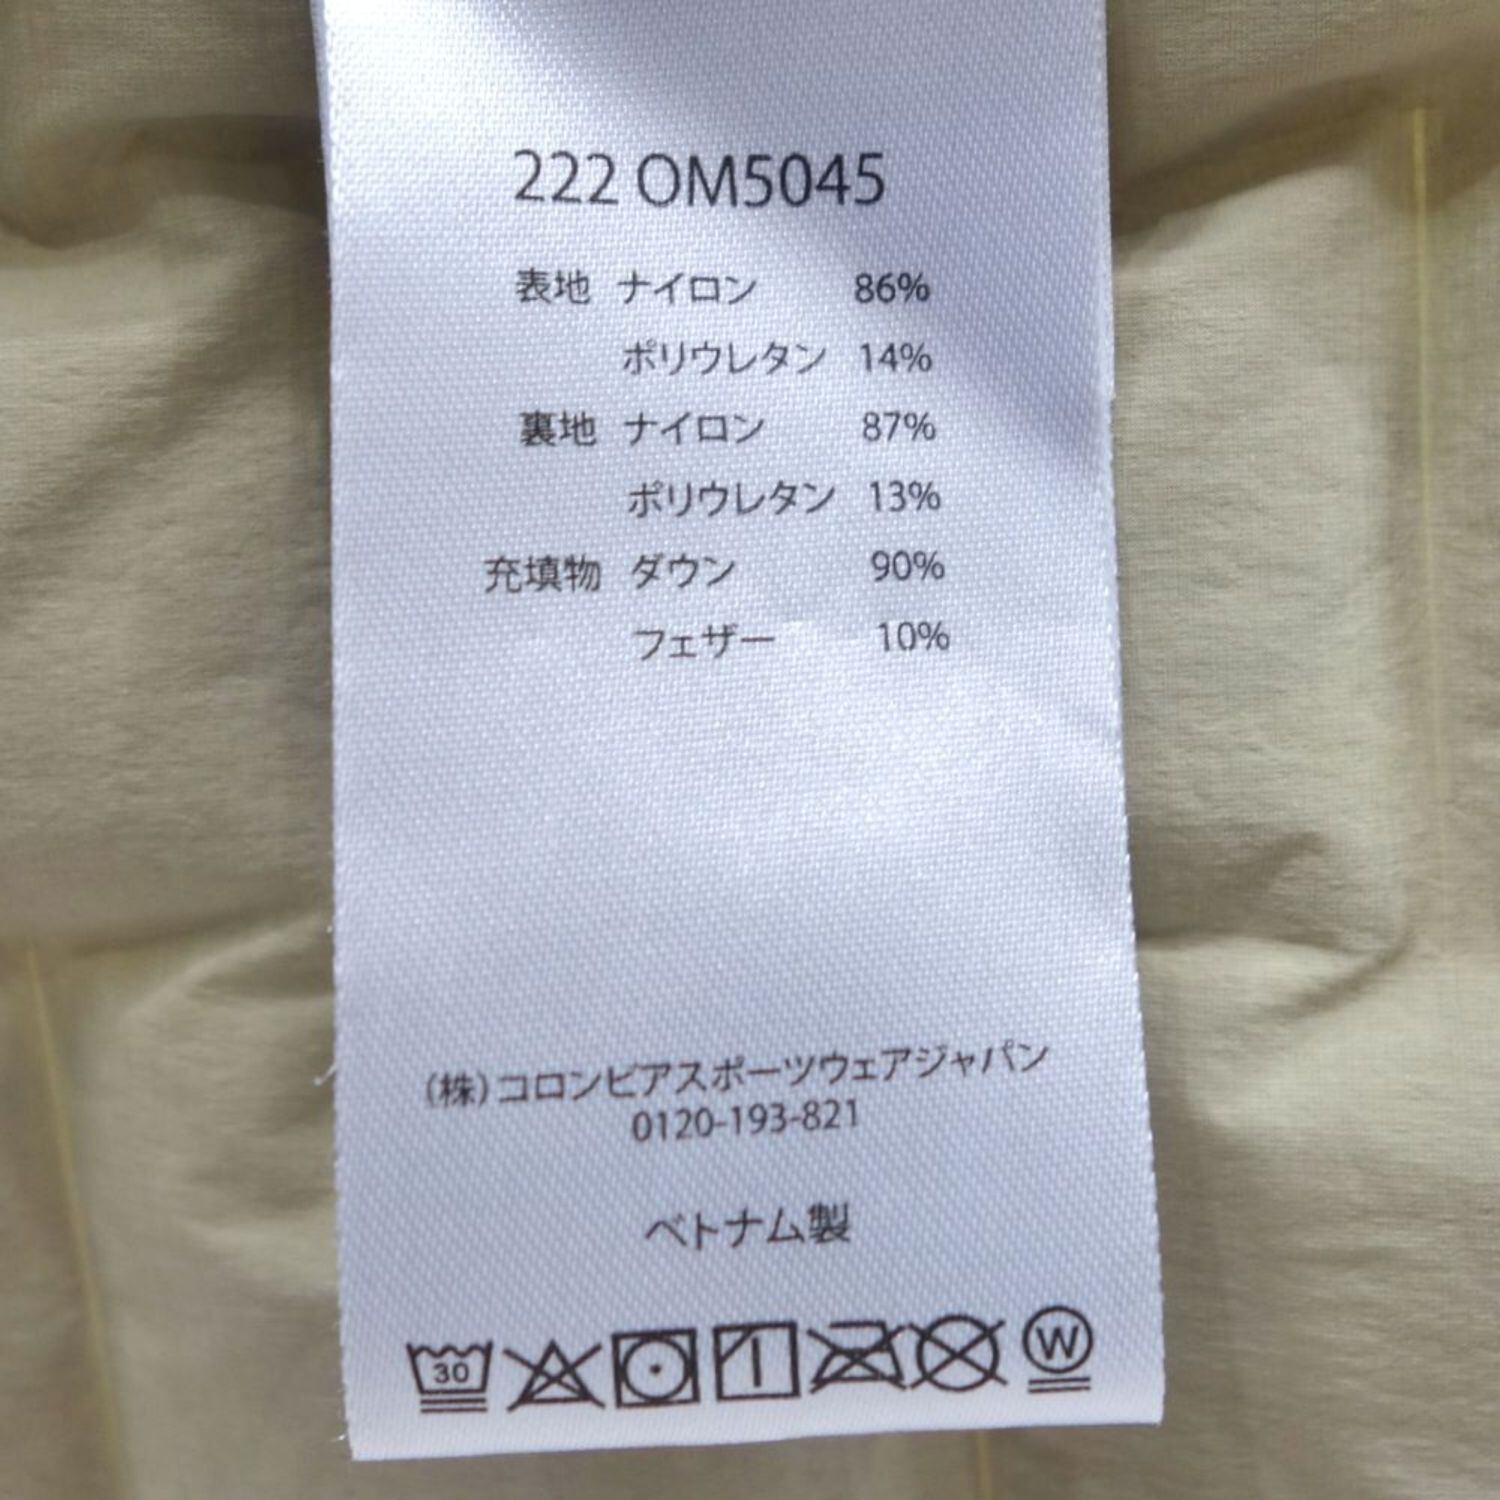 222 OM5045
表地 ナイロン 86%
ポリウレタン 14%
裏地 ナイロン 87%
ポリウレタン 13%
充填物 ダウン 90%
フェザー 10%
(株)コロンビアスポーツウェアジャパン
0120-193-821
ベトナム製
30 W